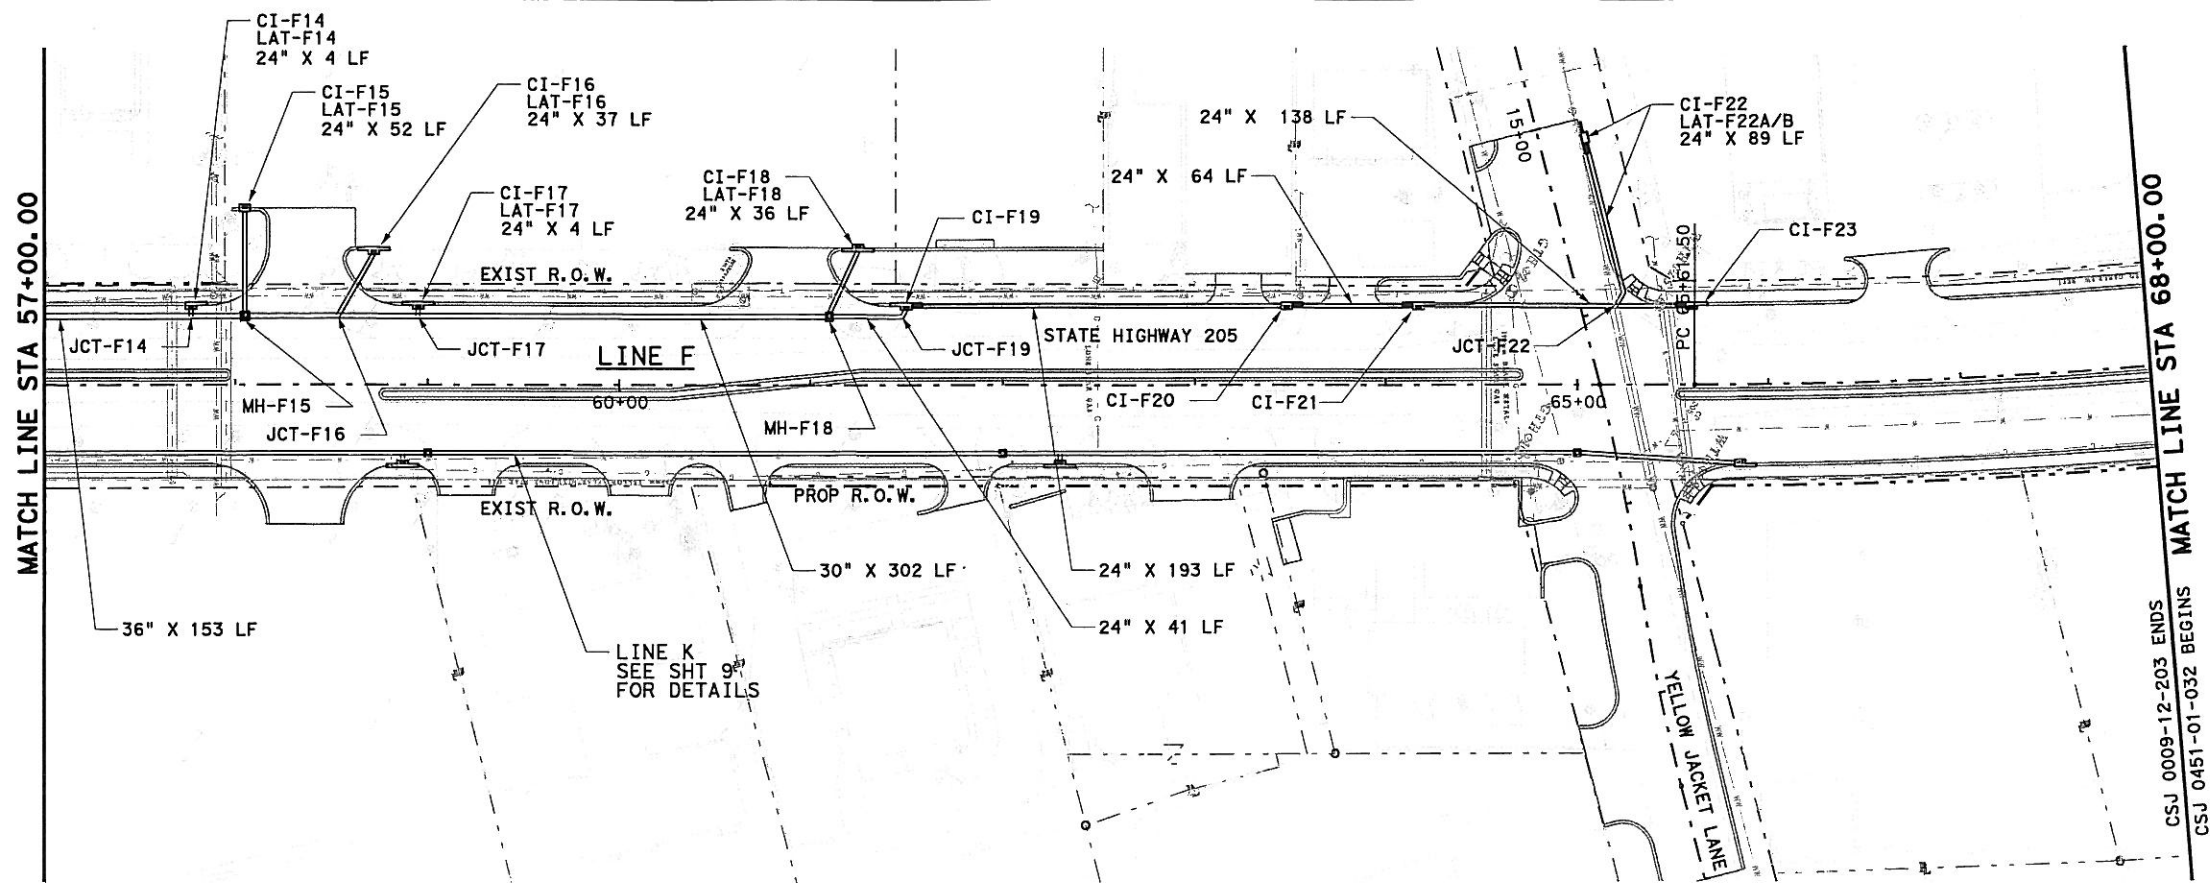 CI-F14
LAT-F14
24" X 4 LF
CI-F15
LAT-F15
24" X 52 LF
CI-F16
LAT-F16
24" X 37 LF
CI-F17
LAT-F17
24" X 4 LF
CI-F18
LAT-F18
24" X 36 LF
CI-F19
24" X 64 LF
24" X 138 LF
15+00
CI-F22
LAT-F22A/B
24" X 89 LF
CI-F23
MATCH LINE STA 57+00.00
EXIST R.O.W.
JCT-F14
JCT-F17
LINE F
JCT-F19
STATE HIGHWAY 205
JCT-F22
MH-F15
JCT-F16
60+00
MH-F18
CI-F20
CI-F21
65+00
EXIST R.O.W.
PROP R.O.W.
30" X 302 LF
24" X 193 LF
36" X 153 LF
24" X 41 LF
LINE K
SEE SHT 9
FOR DETAILS
YELLOW JACKET LANE
MATCH LINE STA 68+00.00
CSJ 0009-12-203 ENDS
CSJ 0451-01-032 BEGINS